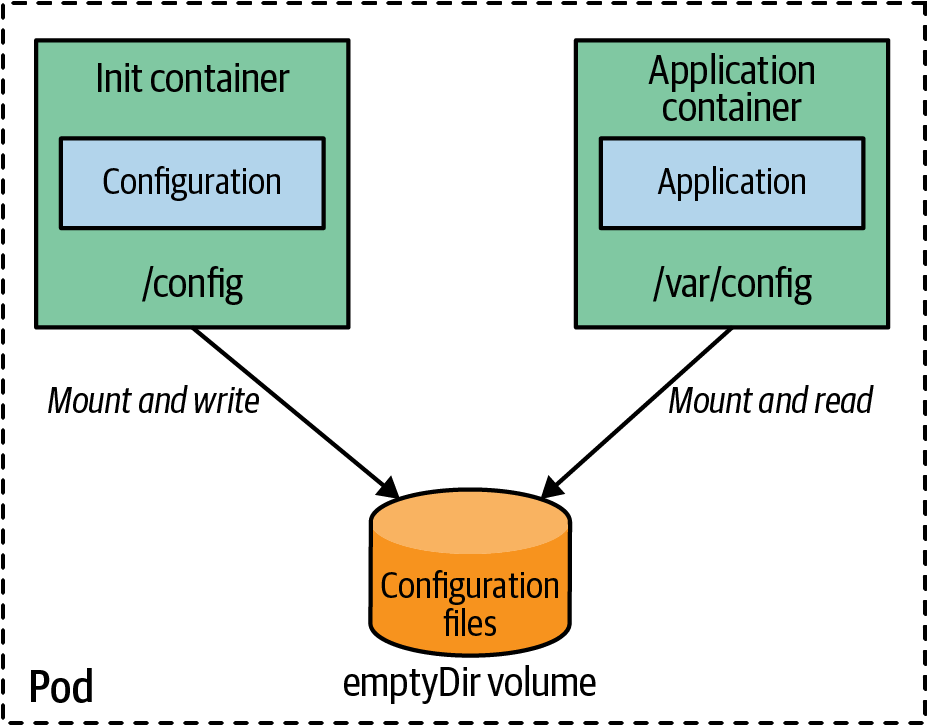 Init container
Configuration
/config
Application
container
Application
/var/config
Mount and write
Mount and read
Configuration
files
emptyDir volume
Pod